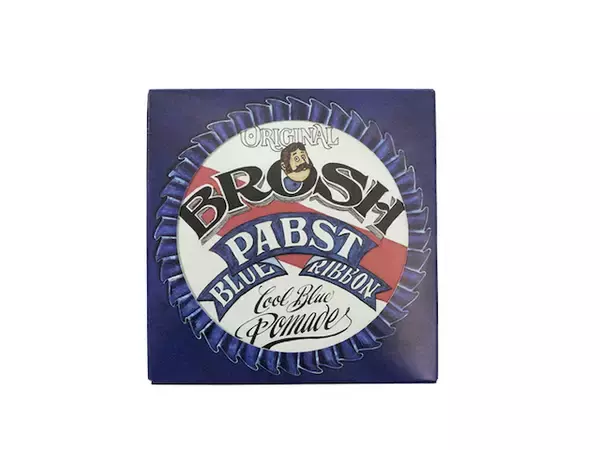 ORIGINAL
BROSH
PABST
BLUE RIBBON
Cool Blue
Pomade